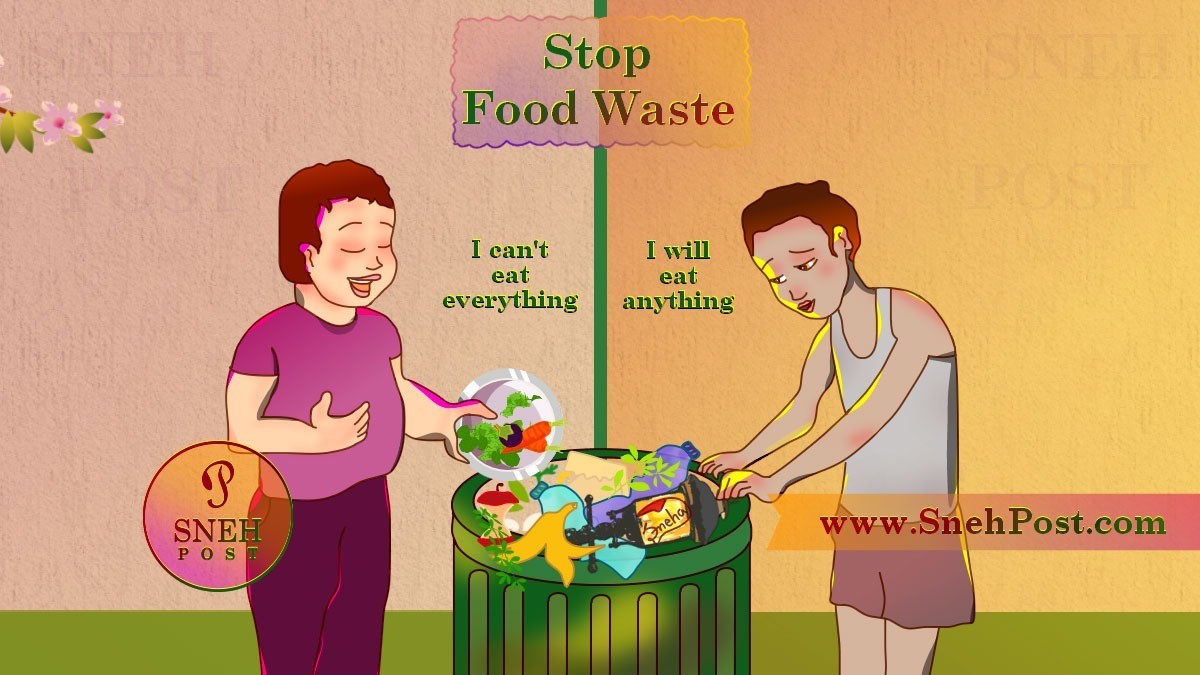 Stop
Food Waste
SNEH
POST
SNEH
POST
I can't
eat
everything
I will
eat
anything
Sneha
P
SNEH
POST
www.SnehPost.com